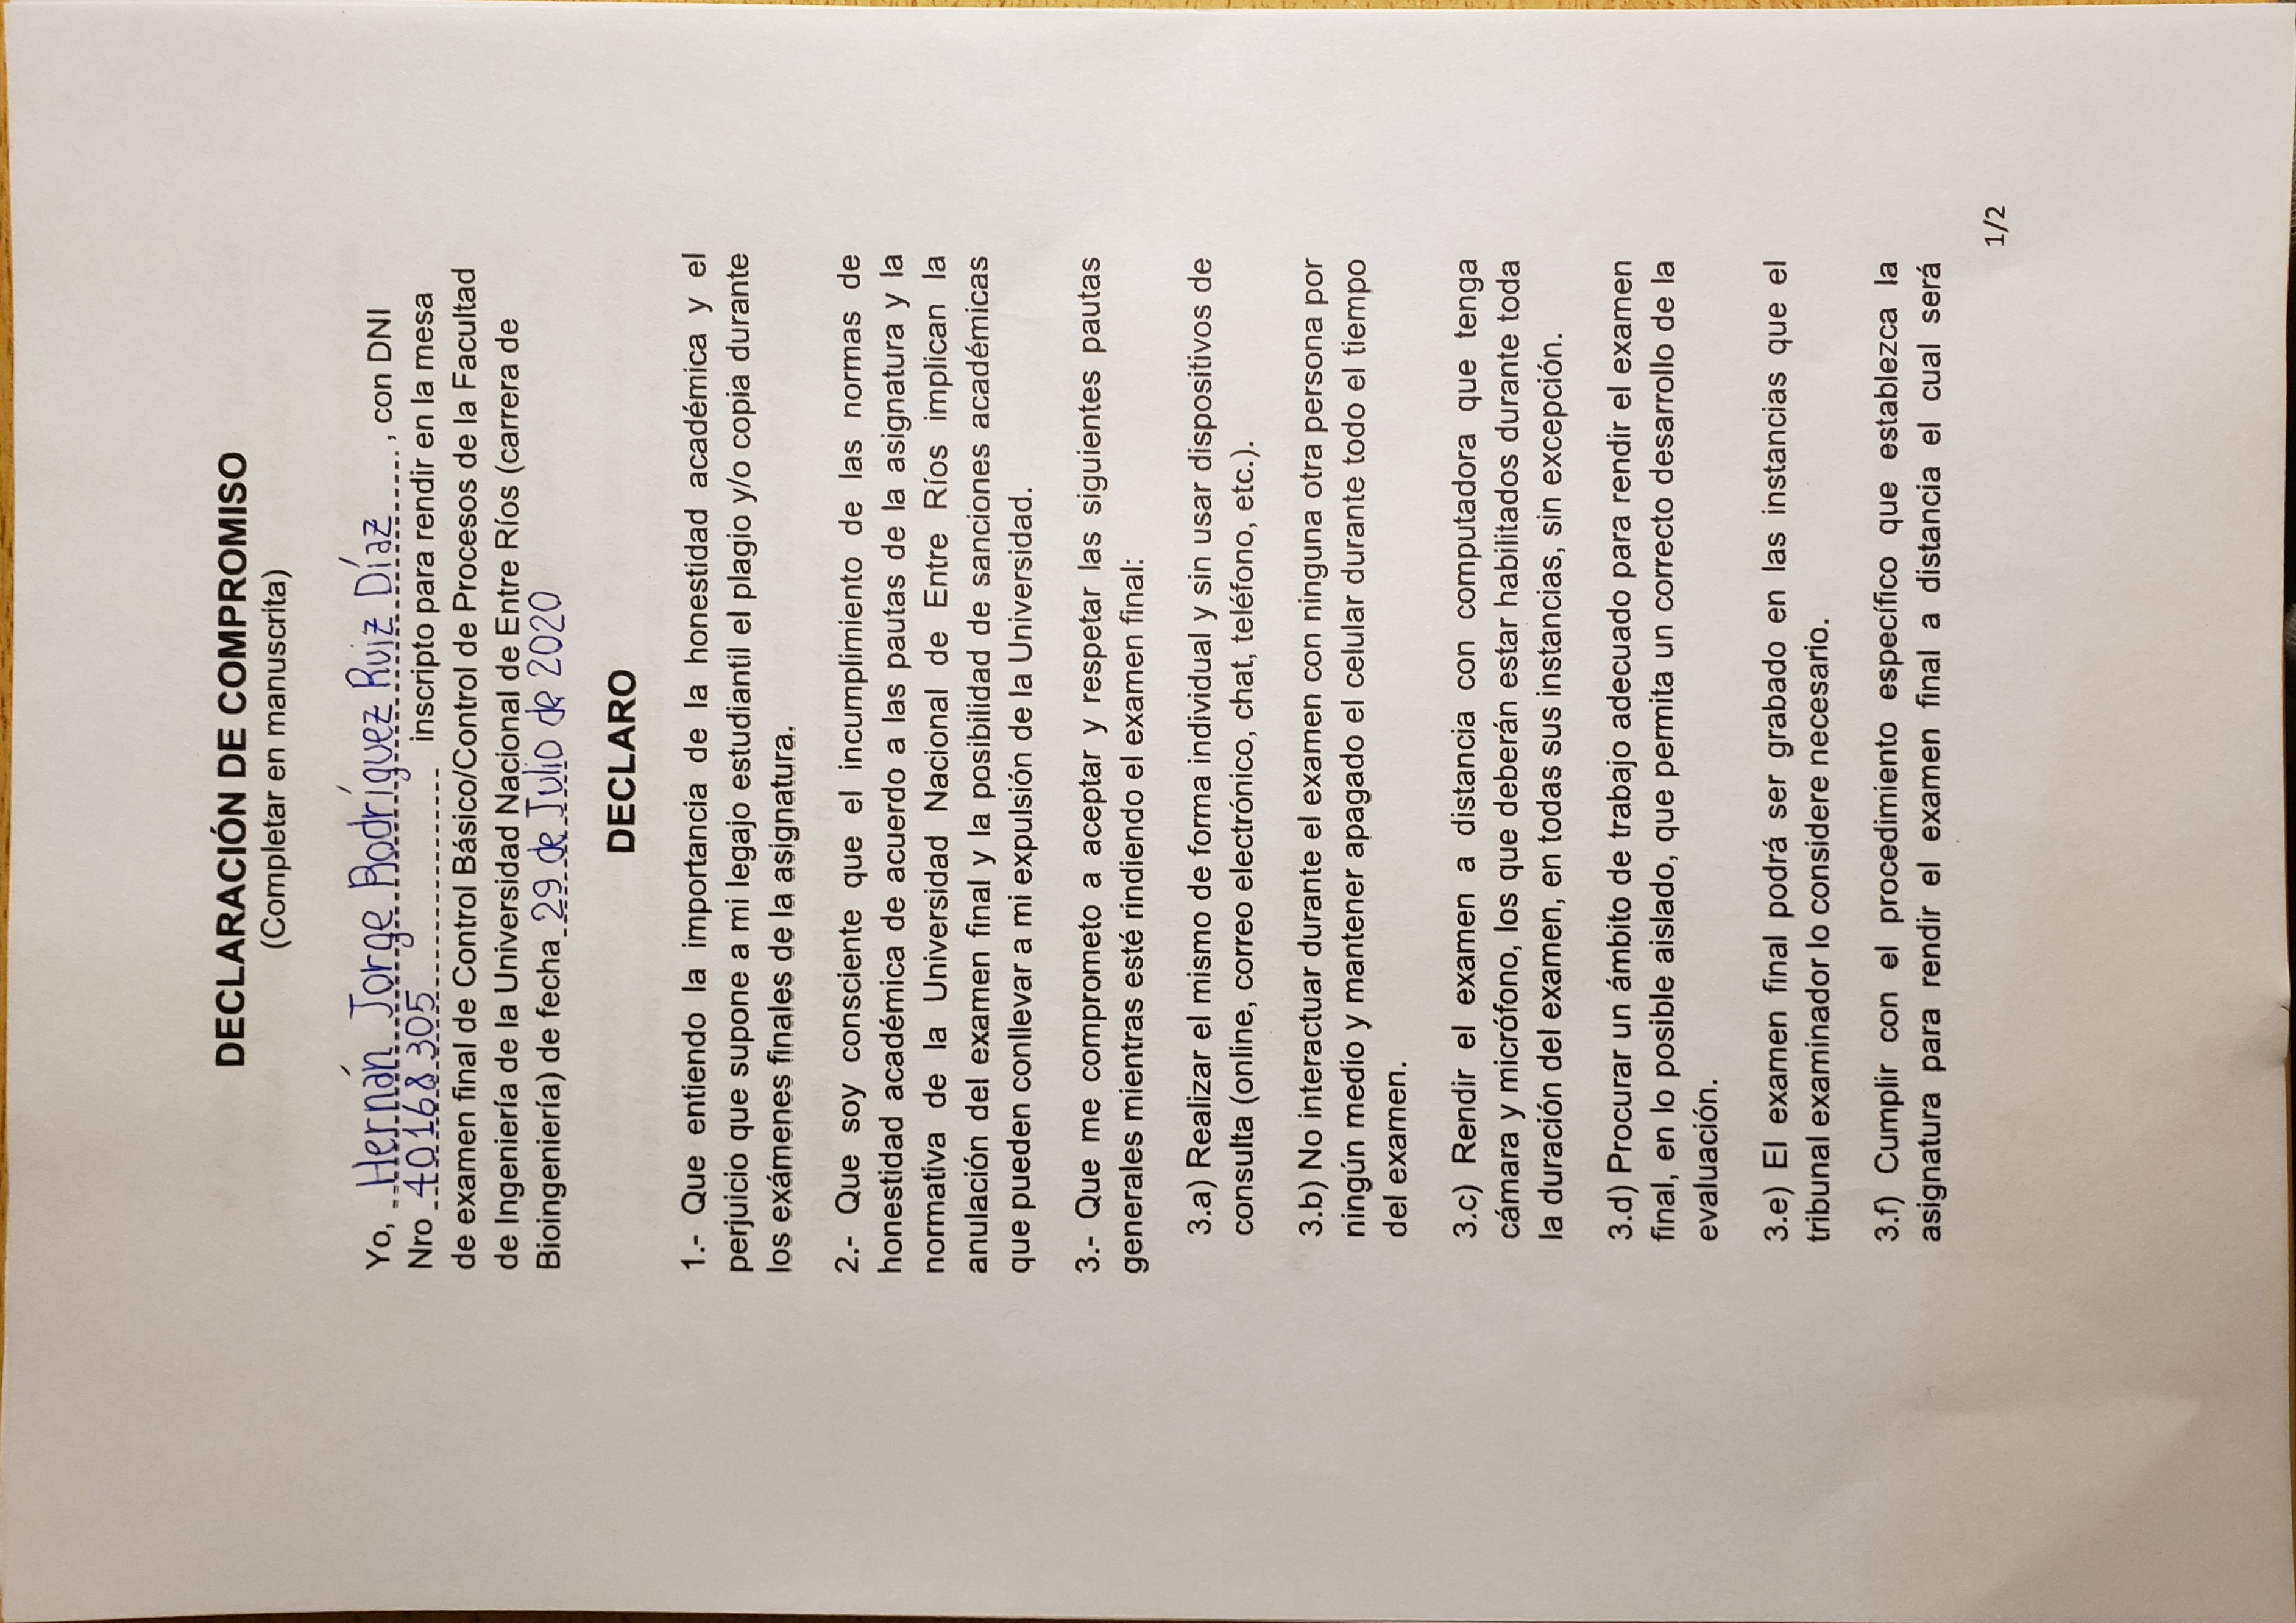 DECLARACIÓN DE COMPROMISO
(Completar en manuscrita)
Yo, Hernán Jorge Rodríguez Ruiz Díaz, con DNI
Nro 40168305 inscripto para rendir en la mesa
de examen final de Control Básico/Control de Procesos de la Facultad
de Ingeniería de la Universidad Nacional de Entre Ríos (carrera de
Bioingeniería) de fecha 29 de Julio de 2020
DECLARO
1.- Que entiendo la importancia de la honestidad académica y el
perjuicio que supone a mi legajo estudiantil el plagio y/o copia durante
los exámenes finales de la asignatura.
2.- Que soy consciente que el incumplimiento de las normas de
honestidad académica de acuerdo a las pautas de la asignatura y la
normativa de la Universidad Nacional de Entre Ríos implican la
anulación del examen final y la posibilidad de sanciones académicas
que pueden conllevar a mi expulsión de la Universidad.
3.- Que me comprometo a aceptar y respetar las siguientes pautas
generales mientras esté rindiendo el examen final:
3.a) Realizar el mismo de forma individual y sin usar dispositivos de
consulta (online, correo electrónico, chat, teléfono, etc.).
3.b) No interactuar durante el examen con ninguna otra persona por
ningún medio y mantener apagado el celular durante todo el tiempo
del examen.
3.c) Rendir el examen a distancia con computadora que tenga
cámara y micrófono, los que deberán estar habilitados durante toda
la duración del examen, en todas sus instancias, sin excepción.
3.d) Procurar un ámbito de trabajo adecuado para rendir el examen
final, en lo posible aislado, que permita un correcto desarrollo de la
evaluación.
3.e) El examen final podrá ser grabado en las instancias que el
tribunal examinador lo considere necesario.
3.f) Cumplir con el procedimiento específico que establezca la
asignatura para rendir el examen final a distancia el cual será
1/2